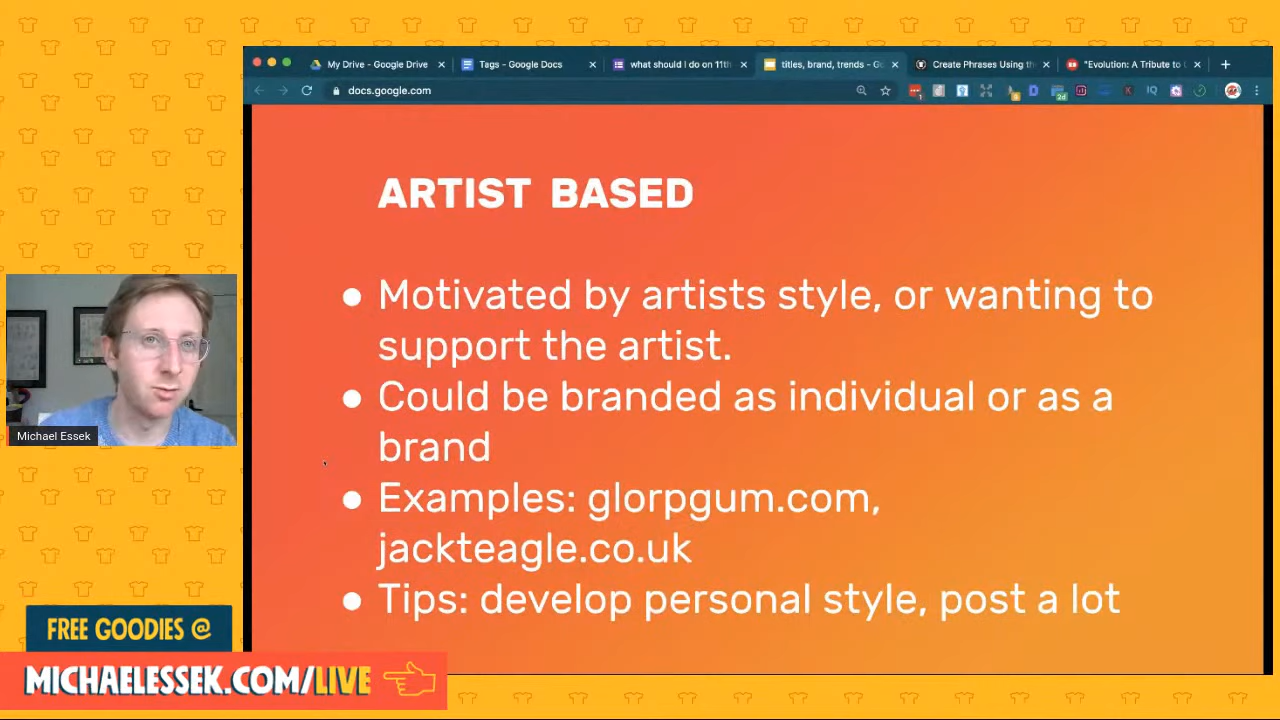 My Drive - Google Drive
Tags - Google Docs
what should I do on 11th
titles, brand, trends - G
Create Phrases Using th
"Evolution: A Tribute to
docs.google.com
ARTIST BASED
● Motivated by artists style, or wanting to
support the artist.
● Could be branded as individual or as a
brand
● Examples: glorpgum.com,
jackteagle.co.uk
● Tips: develop personal style, post a lot
Michael Essek
FREE GOODIES @
MICHAELESSEK.COM/LIVE